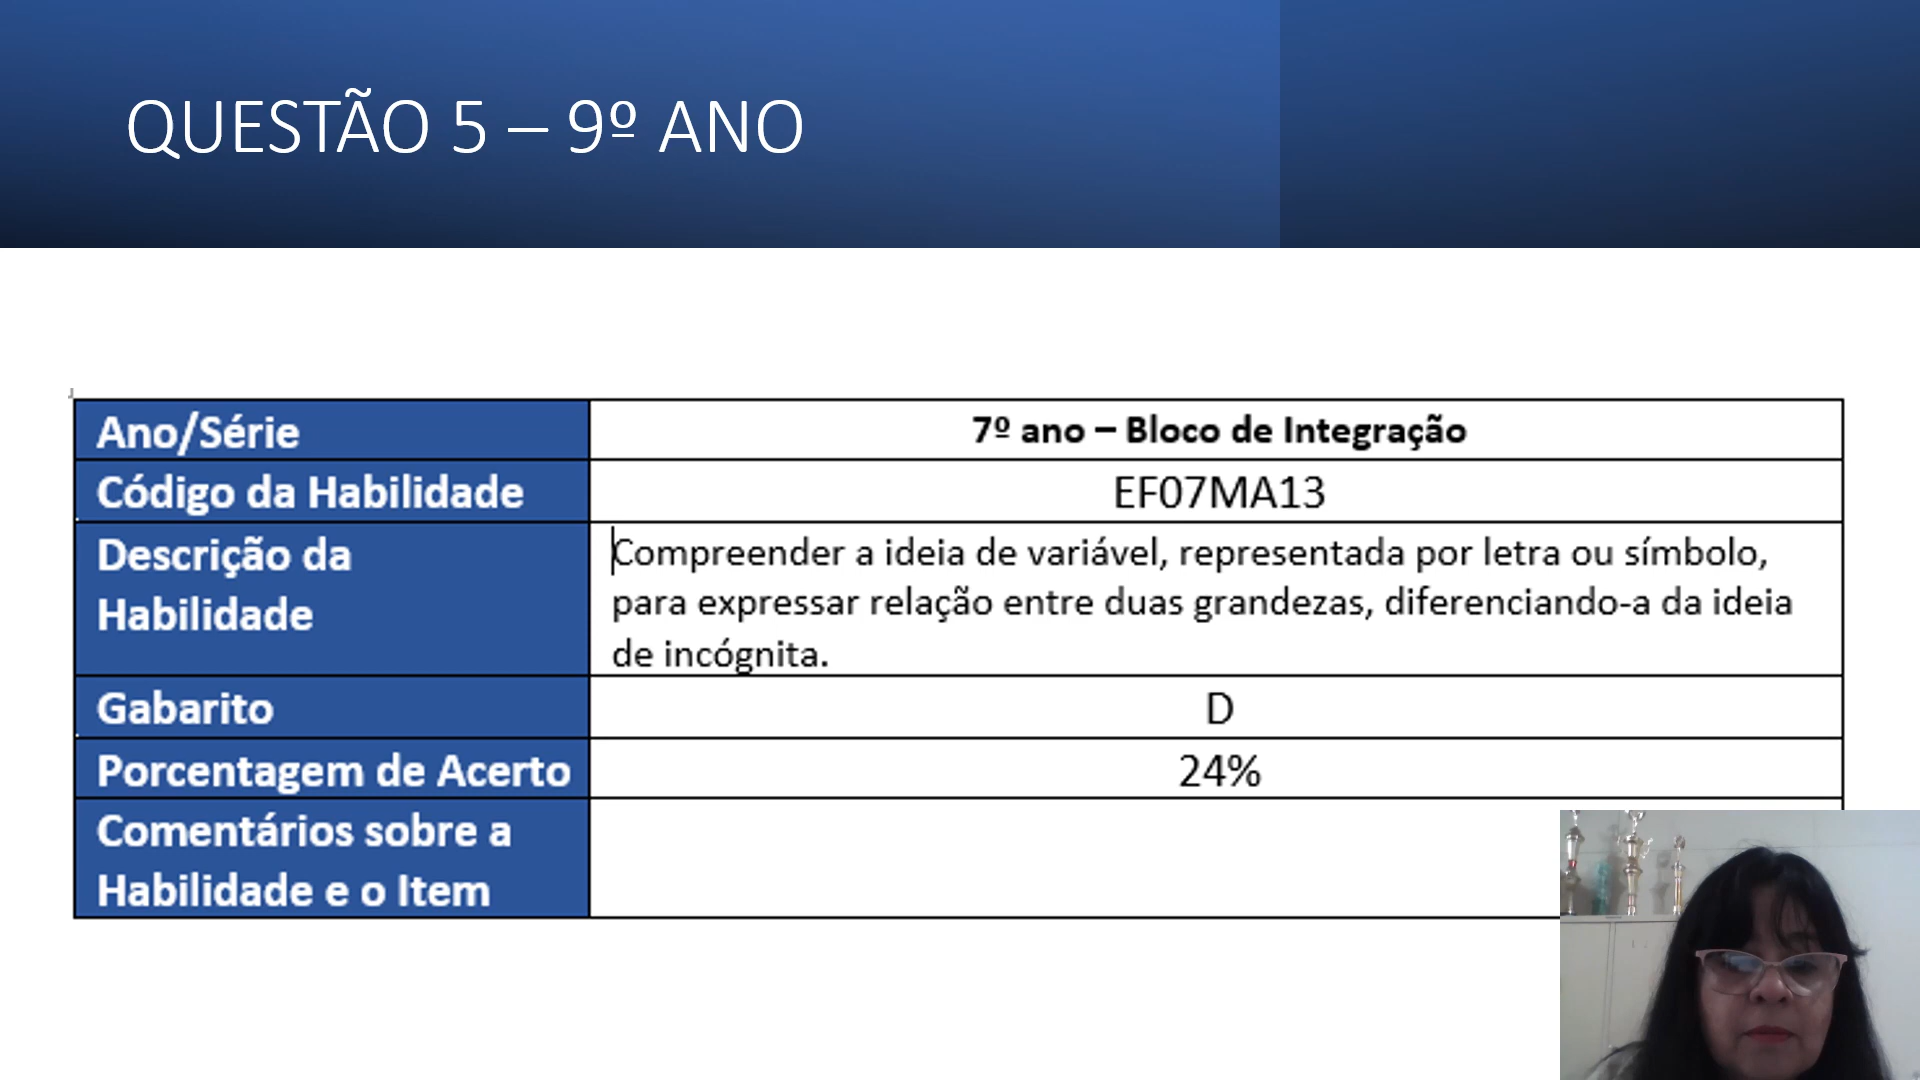 QUESTÃO 5 – 9º ANO
Ano/Série
7º ano – Bloco de Integração
Código da Habilidade
EF07MA13
Descrição da
Habilidade
Compreender a ideia de variável, representada por letra ou símbolo,
para expressar relação entre duas grandezas, diferenciando-a da ideia
de incógnita.
Gabarito
D
Porcentagem de Acerto
24%
Comentários sobre a
Habilidade e o Item